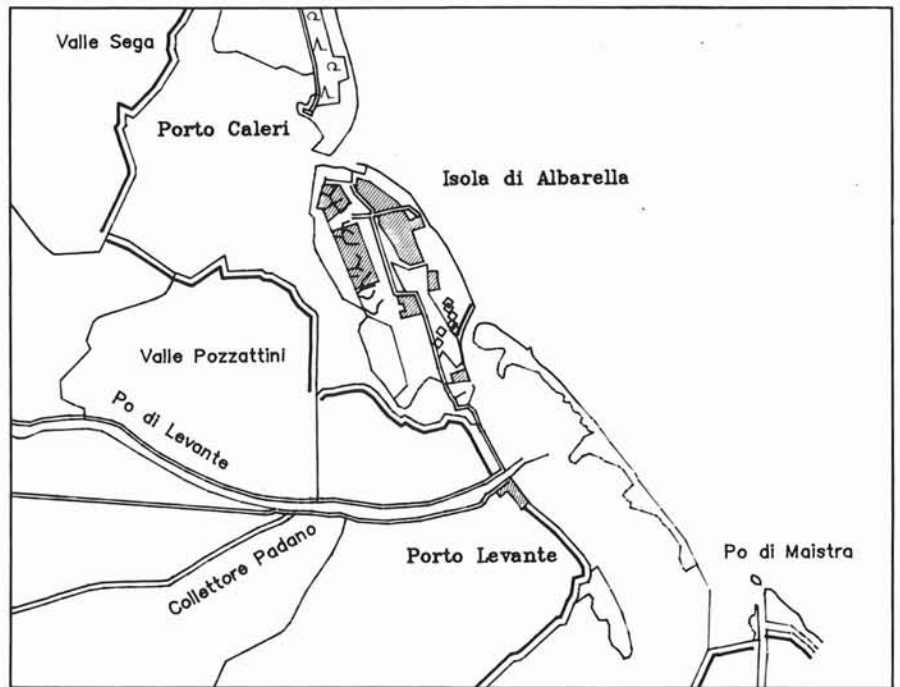 Valle Sega
Porto Caleri
Isola di Albarella
Valle Pozzattini
Po di Levante
Porto Levante
Po di Maistra
Collettore Padano